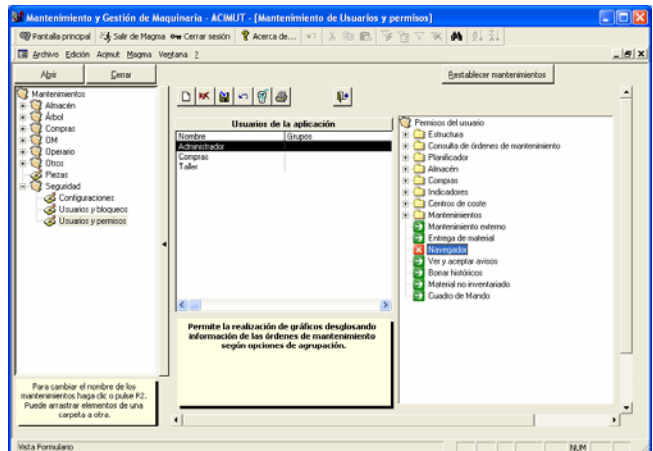 Mantenimiento y Gestión de Maquinaria - ACIMUT - [Mantenimiento de Usuarios y permisos]
Pantalla principal Salir de Magma Cerrar sesión Acerca de...
Archivo Edición Acimut Magma Ventana ?
Abrir Cerrar Restablecer mantenimientos
Mantenimientos
Almacén
Árbol
Compras
OM
Operario
Otros
Piezas
Seguridad
Configuraciones
Usuarios y bloqueos
Usuarios y permisos
Para cambiar el nombre de los
mantenimientos haga clic o pulse F2.
Puede arrastrar elementos de una
carpeta a otra.
Usuarios de la aplicación
Nombre Grupos
Administrador
Compras
Taller
Permite la realización de gráficos desglosando
información de las órdenes de mantenimiento
según opciones de agrupación.
Permisos del usuario
Estructura
Consulta de órdenes de mantenimiento
Planificador
Almacén
Compras
Indicadores
Centros de coste
Mantenimientos
Mantenimiento externo
Entrega de material
Navegador
Ver y aceptar avisos
Borrar históricos
Material no inventariado
Cuadro de Mando
Vista Formulario NUM